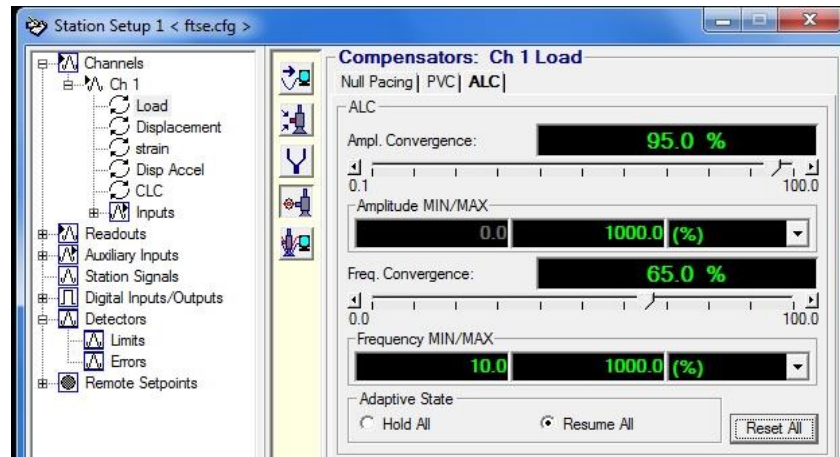 Station Setup 1 < ftse.cfg >
Channels
Ch 1
Load
Displacement
strain
Disp Accel
CLC
Inputs
Readouts
Auxiliary Inputs
Station Signals
Digital Inputs/Outputs
Detectors
Limits
Errors
Remote Setpoints
Compensators: Ch 1 Load
Null Pacing PVC ALC
ALC
Ampl. Convergence: 95.0 %
0.1 100.0
Amplitude MIN/MAX
0.0 1000.0 (%)
Freq. Convergence: 65.0 %
0.0 100.0
Frequency MIN/MAX
10.0 1000.0 (%)
Adaptive State
Hold All Resume All Reset All